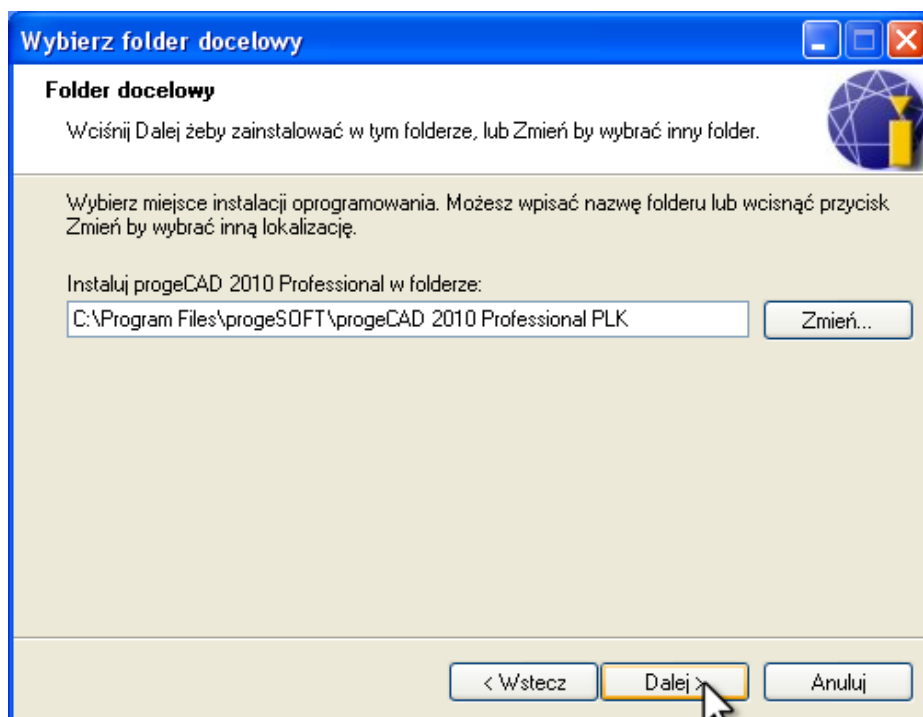 Wybierz folder docelowy
Folder docelowy
Wciśnij Dalej żeby zainstalować w tym folderze, lub Zmień by wybrać inny folder.
Wybierz miejsce instalacji oprogramowania. Możesz wpisać nazwę folderu lub wcisnąć przycisk
Zmień by wybrać inną lokalizację.
Instaluj progeCAD 2010 Professional w folderze:
C:\Program Files\progeSOFT\progeCAD 2010 Professional PLK
Zmień...
< Wstecz
Dalej >
Anuluj